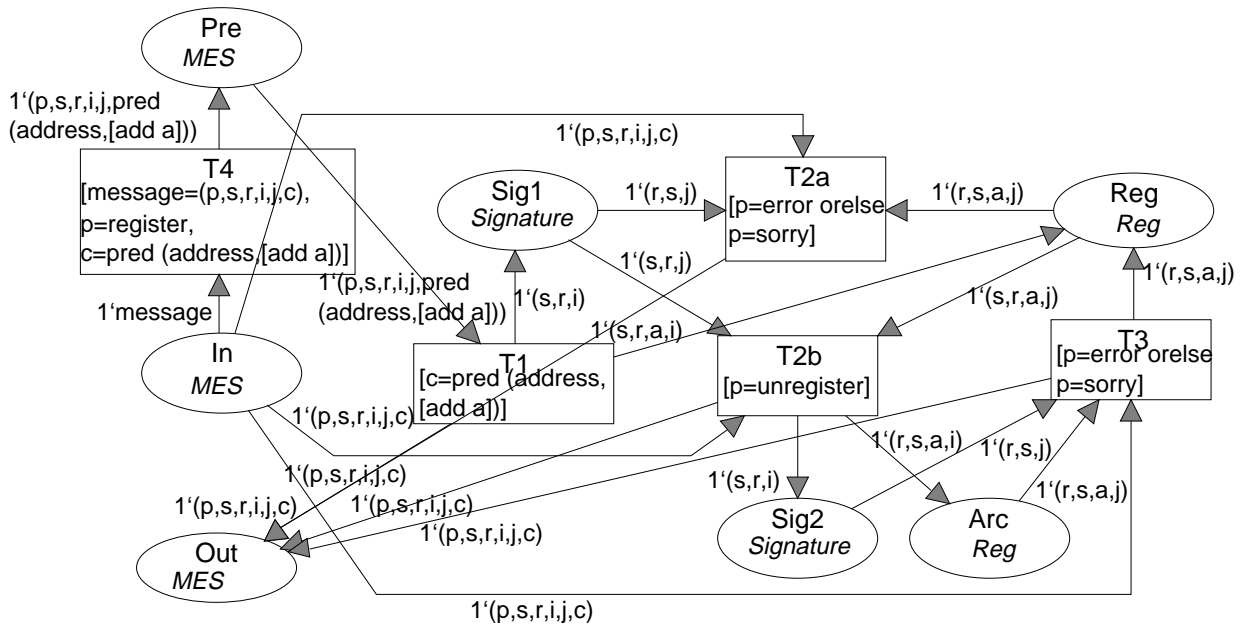 Pre
MES
1‘(p,s,r,i,j,pred
(address,[add a]))
1‘(p,s,r,i,j,c)
T4
[message=(p,s,r,i,j,c),
p=register,
c=pred (address,[add a])]
Sig1
Signature
1‘(r,s,j)
T2a
[p=error orelse
p=sorry]
1‘(r,s,a,j)
Reg
Reg
1‘(s,r,j)
1‘(r,s,a,j)
1‘(p,s,r,i,j,pred
(address,[add a]))
1‘(s,r,i)
1‘(s,r,a,j)
1‘message
1‘(s,r,a,i)
In
MES
T1
[c=pred (address,
[add a])]
T2b
[p=unregister]
T3
[p=error orelse
p=sorry]
1‘(p,s,r,i,j,c)
1‘(r,s,a,i)
1‘(r,s,j)
1‘(p,s,r,i,j,c)
1‘(s,r,i)
1‘(r,s,a,j)
1‘(p,s,r,i,j,c)
1‘(p,s,r,i,j,c)
1‘(p,s,r,i,j,c)
Sig2
Signature
Arc
Reg
Out
MES
1‘(p,s,r,i,j,c)